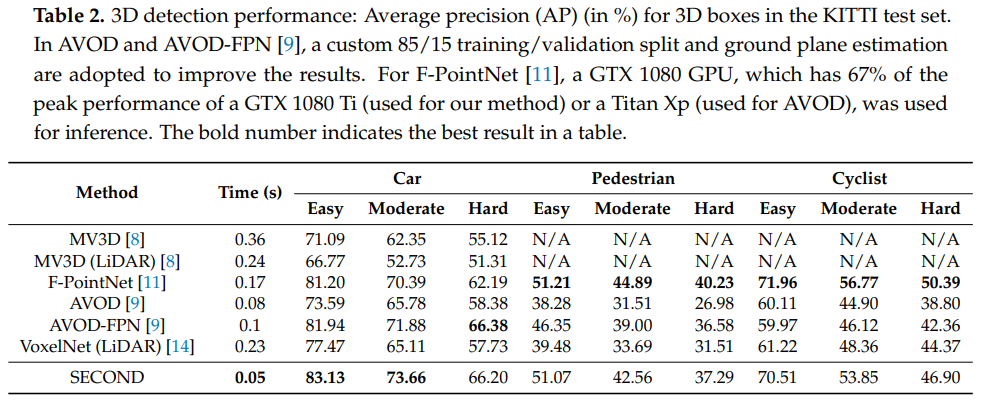 Table 2. 3D detection performance: Average precision (AP) (in %) for 3D boxes in the KITTI test set.
In AVOD and AVOD-FPN [9], a custom 85/15 training/validation split and ground plane estimation
are adopted to improve the results. For F-PointNet [11], a GTX 1080 GPU, which has 67% of the
peak performance of a GTX 1080 Ti (used for our method) or a Titan Xp (used for AVOD), was used
for inference. The bold number indicates the best result in a table.
Method Time (s) Car Pedestrian Cyclist
Easy Moderate Hard Easy Moderate Hard Easy Moderate Hard
MV3D [8] 0.36 71.09 62.35 55.12 N/A N/A N/A N/A N/A N/A
MV3D (LiDAR) [8] 0.24 66.77 52.73 51.31 N/A N/A N/A N/A N/A N/A
F-PointNet [11] 0.17 81.20 70.39 62.19 51.21 44.89 40.23 71.96 56.77 50.39
AVOD [9] 0.08 73.59 65.78 58.38 38.28 31.51 26.98 60.11 44.90 38.80
AVOD-FPN [9] 0.1 81.94 71.88 66.38 46.35 39.00 36.58 59.97 46.12 42.36
VoxelNet (LiDAR) [14] 0.23 77.47 65.11 57.73 39.48 33.69 31.51 61.22 48.36 44.37
SECOND 0.05 83.13 73.66 66.20 51.07 42.56 37.29 70.51 53.85 46.90